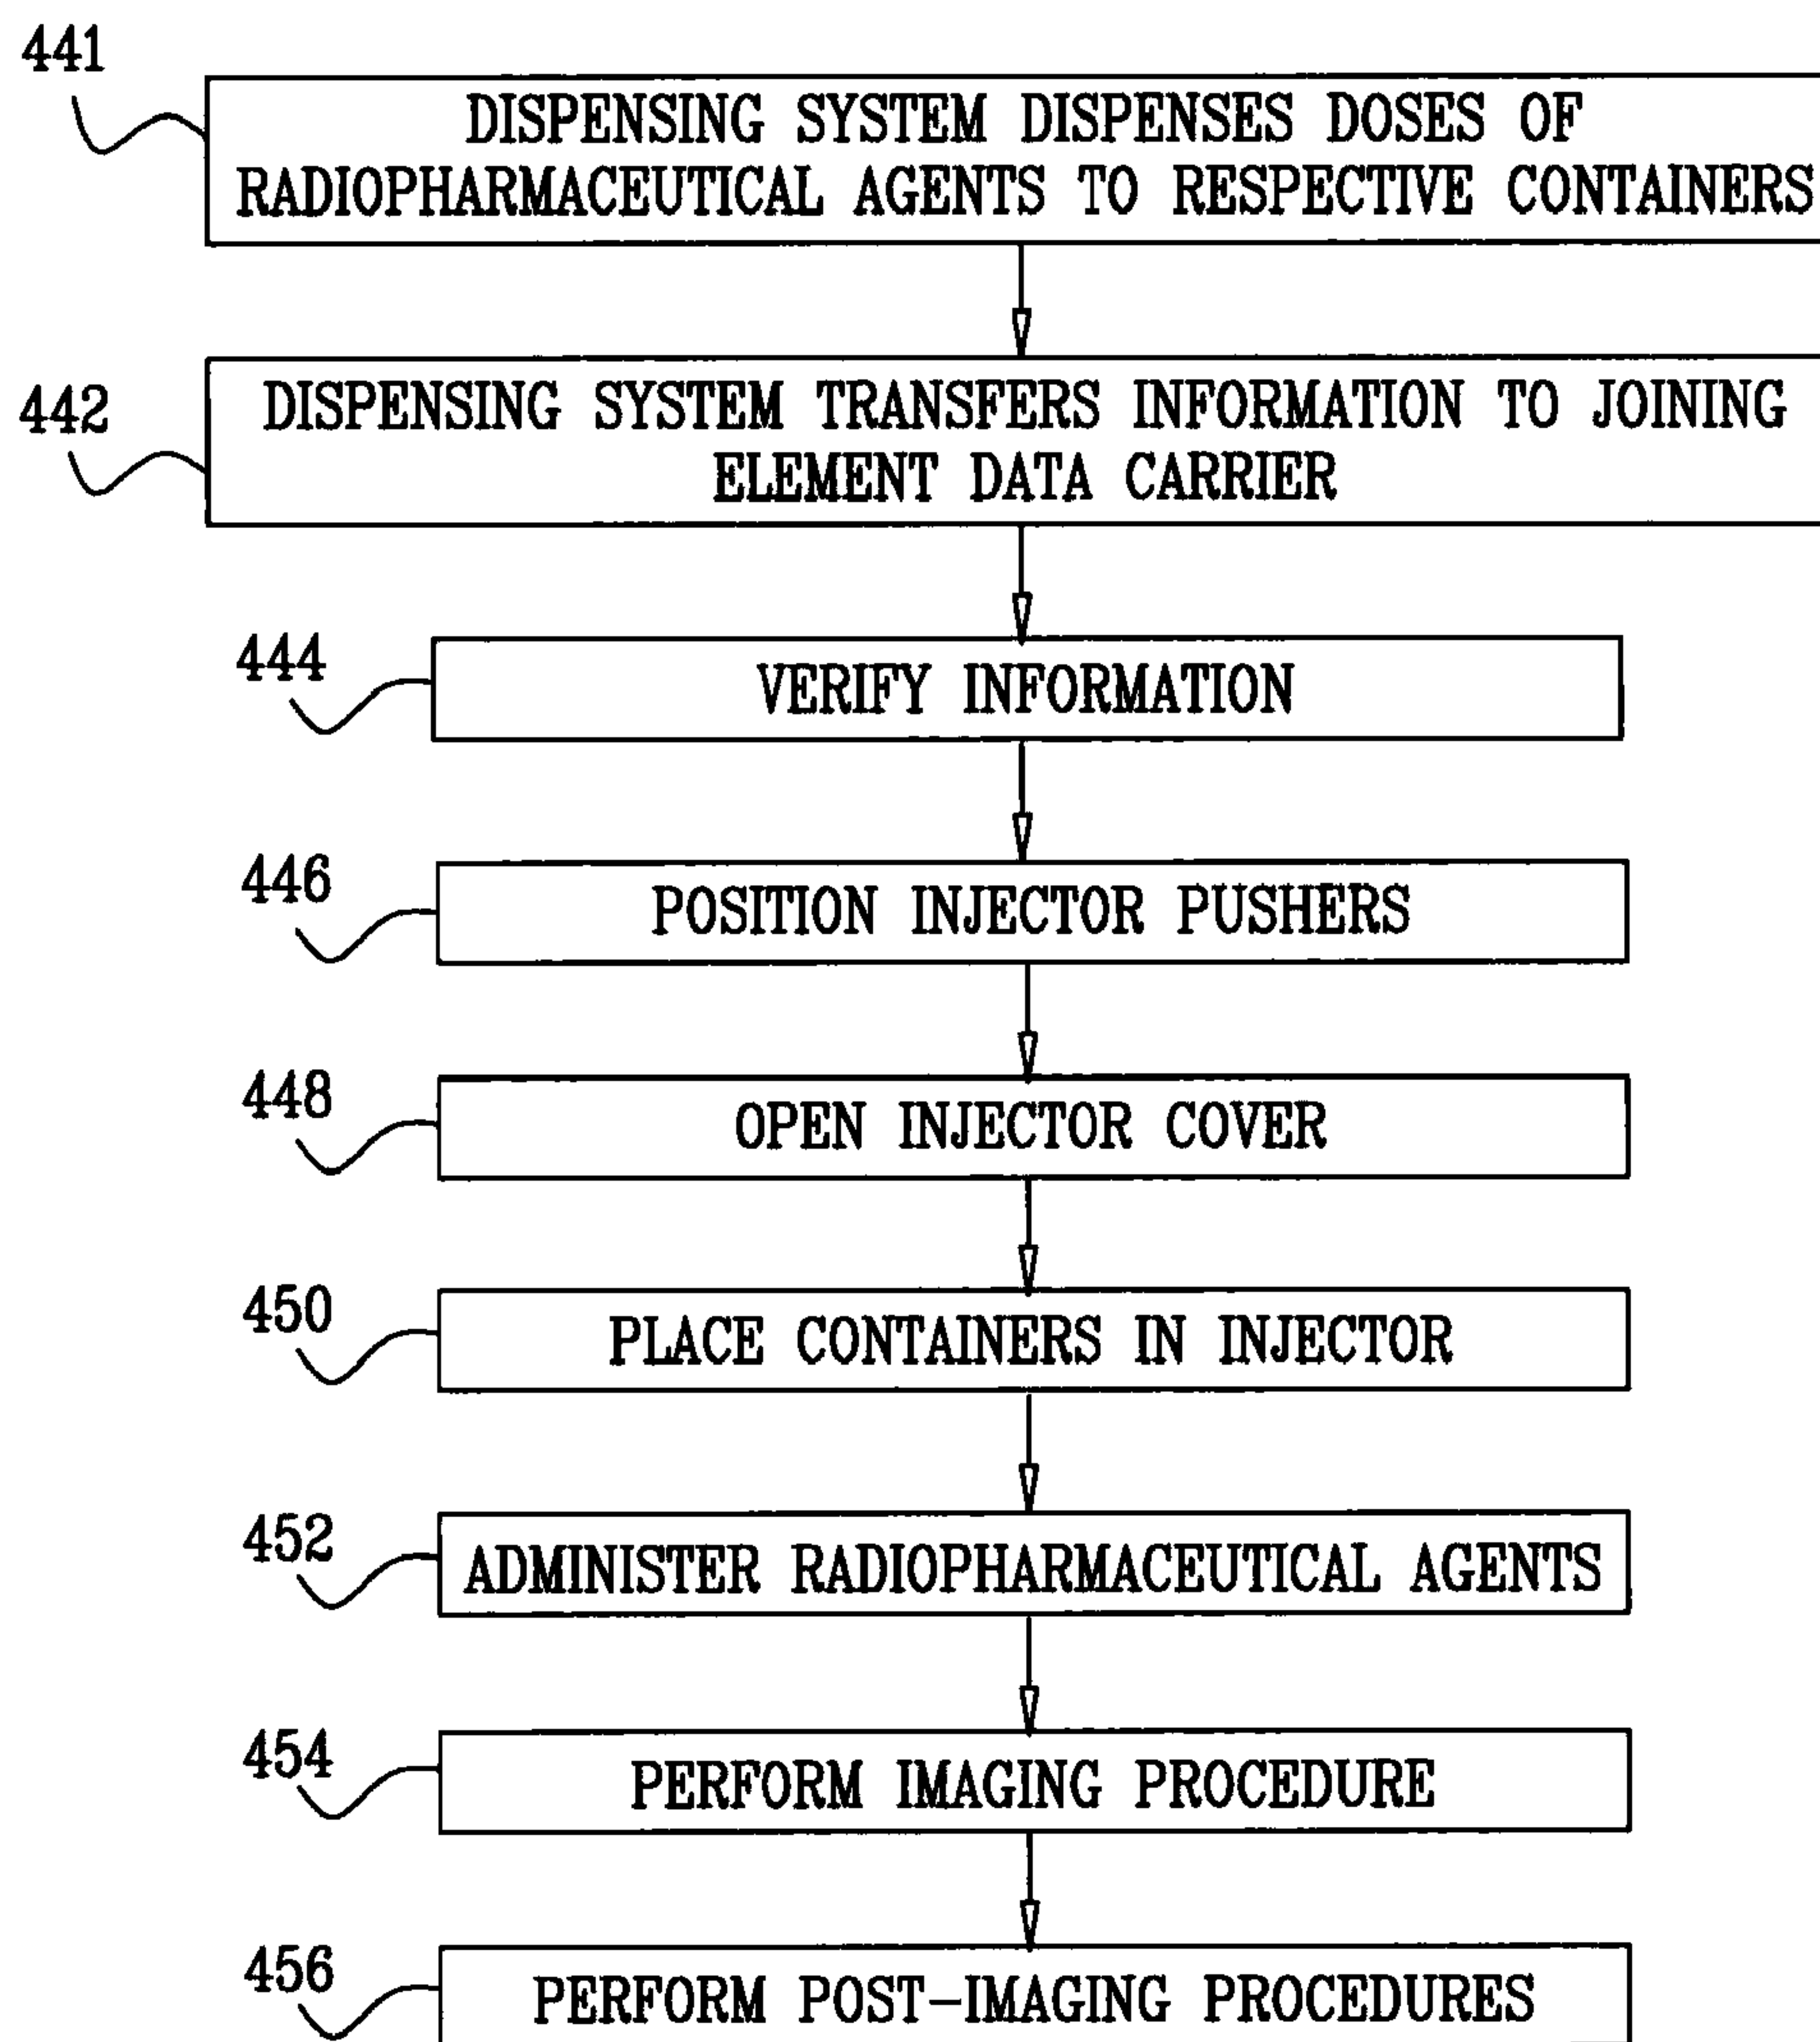 441
DISPENSING SYSTEM DISPENSES DOSES OF
RADIOPHARMACEUTICAL AGENTS TO RESPECTIVE CONTAINERS
442
DISPENSING SYSTEM TRANSFERS INFORMATION TO JOINING
ELEMENT DATA CARRIER
444
VERIFY INFORMATION
446
POSITION INJECTOR PUSHERS
448
OPEN INJECTOR COVER
450
PLACE CONTAINERS IN INJECTOR
452
ADMINISTER RADIOPHARMACEUTICAL AGENTS
454
PERFORM IMAGING PROCEDURE
456
PERFORM POST-IMAGING PROCEDURES